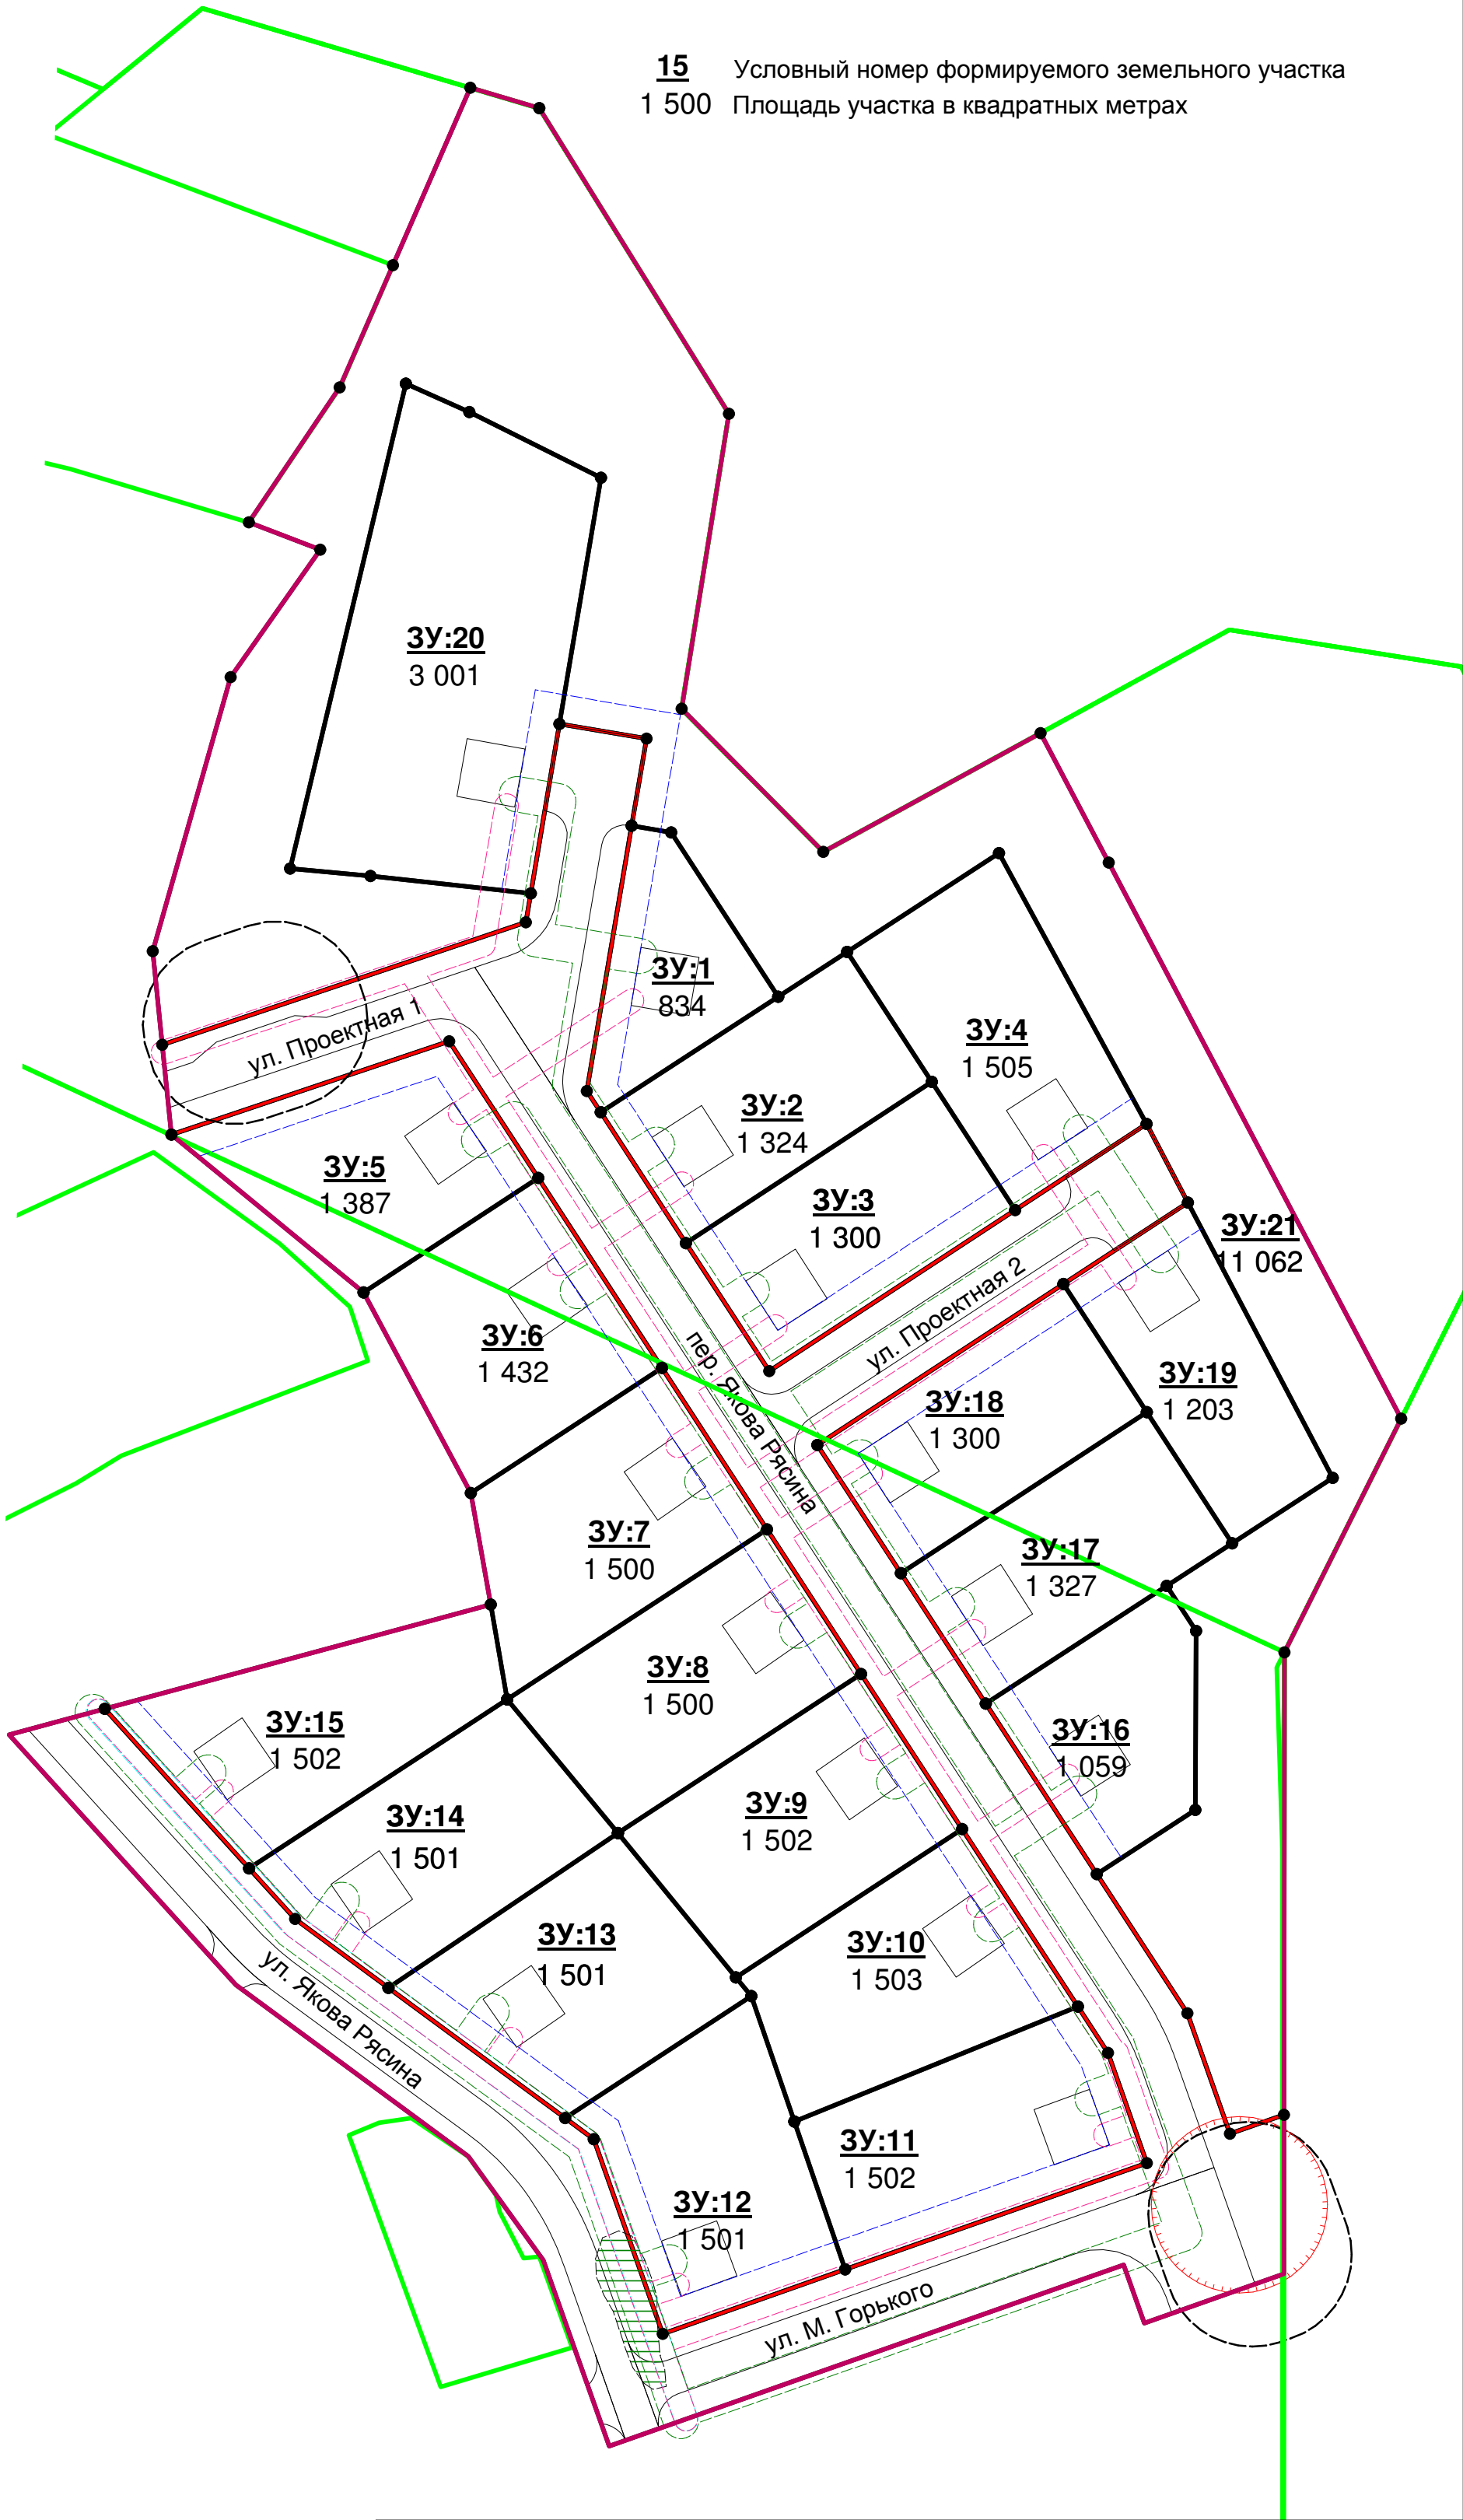 15 Условный номер формируемого земельного участка
1 500 Площадь участка в квадратных метрах
ЗУ:20
3 001
ЗУ:1
834
ул. Проектная 1
ЗУ:4
1 505
ЗУ:2
1 324
ЗУ:5
1 387
ЗУ:3
1 300
ЗУ:21
11 062
ул. Проектная 2
ЗУ:6
1 432
пер. Якова Рясина
ЗУ:19
1 203
ЗУ:18
1 300
ЗУ:7
1 500
ЗУ:17
1 327
ЗУ:8
1 500
ЗУ:15
1 502
ЗУ:16
1 059
ЗУ:14
1 501
ЗУ:9
1 502
ЗУ:13
1 501
ЗУ:10
1 503
ул. Якова Рясина
ЗУ:11
1 502
ЗУ:12
1 501
ул. М. Горького